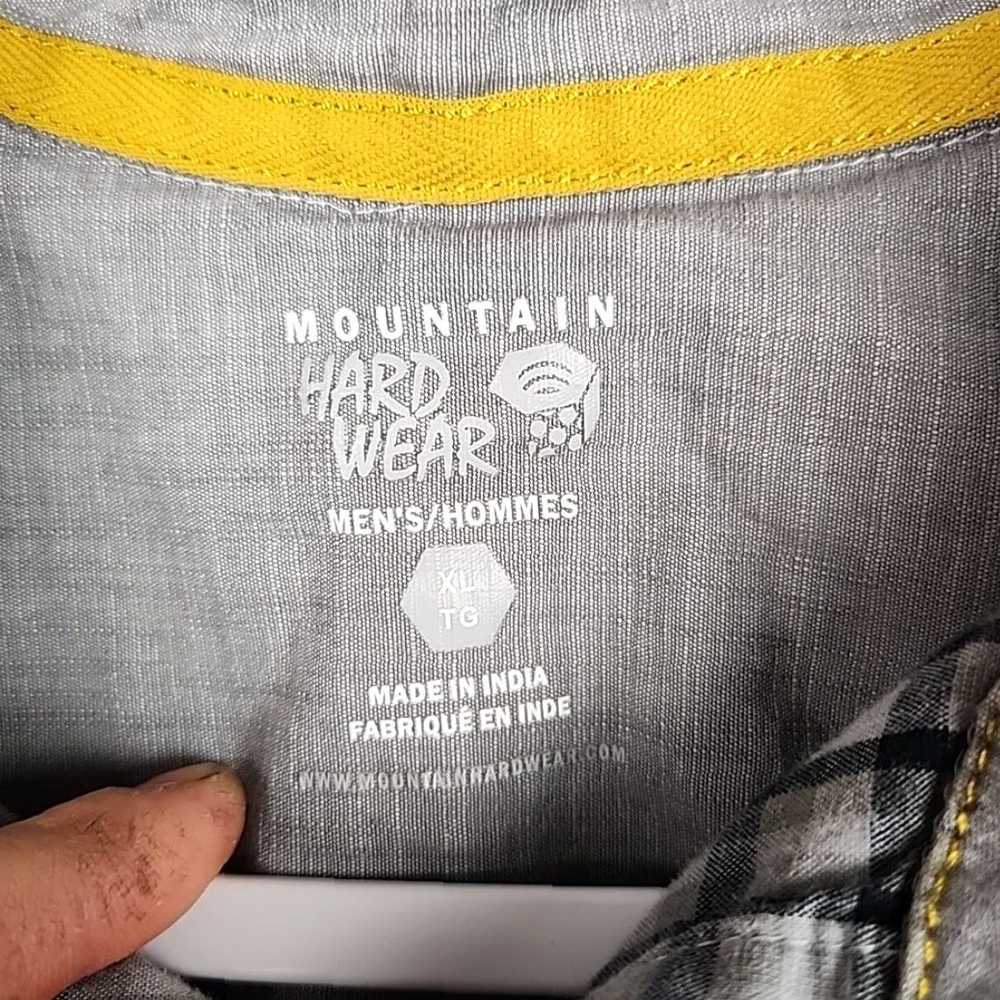 MOUNTAIN
HARD
WEAR
MEN'S/HOMMES
XL
TG
MADE IN INDIA
FABRIQUÉ EN INDE
WWW.MOUNTAINHARDWEAR.COM